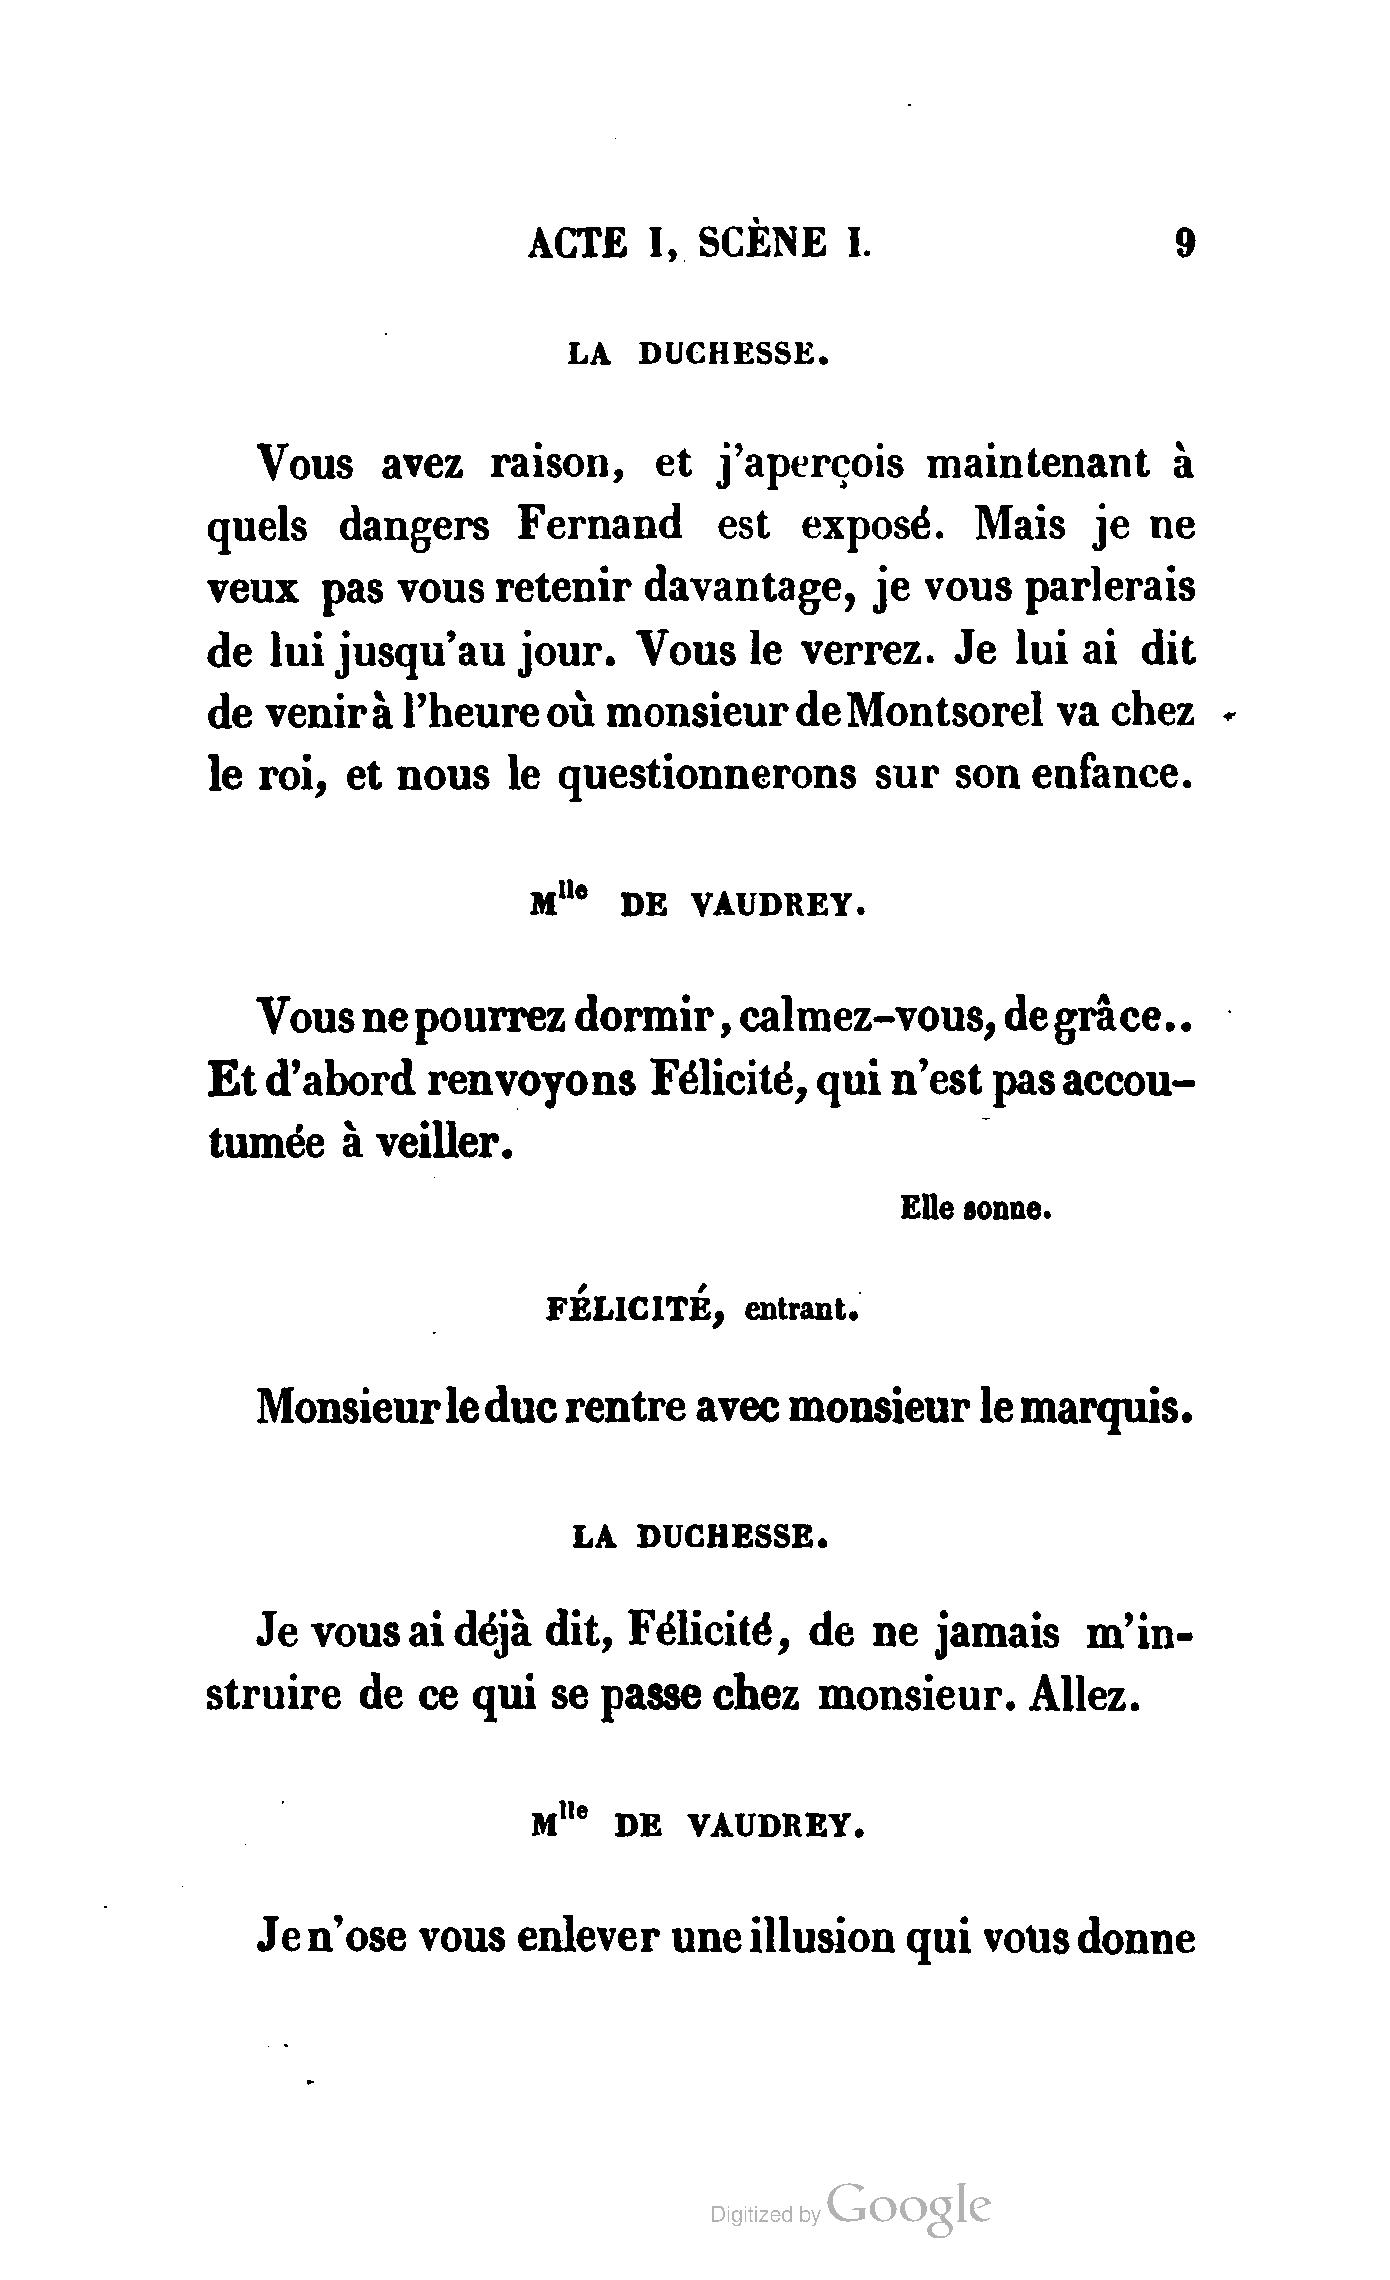 ACTE I, SCÈNE I. 9
LA DUCHESSE.
Vous avez raison, et j'aperçois maintenant à
quels dangers Fernand est exposé. Mais je ne
veux pas vous retenir davantage, je vous parlerais
de lui jusqu'au jour. Vous le verrez. Je lui ai dit
de venir à l'heure où monsieur de Montsorel va chez
le roi, et nous le questionnerons sur son enfance.
Mlle DE VAUDREY.
Vous ne pourrez dormir, calmez-vous, de grâce..
Et d'abord renvoyons Félicité, qui n'est pas accou-
tumée à veiller.
Elle sonne.
FÉLICITÉ, entrant.
Monsieur le duc rentre avec monsieur le marquis.
LA DUCHESSE.
Je vous ai déjà dit, Félicité, de ne jamais m'in-
struire de ce qui se passe chez monsieur. Allez.
Mlle DE VAUDREY.
Je n'ose vous enlever une illusion qui vous donne
Digitized by Google